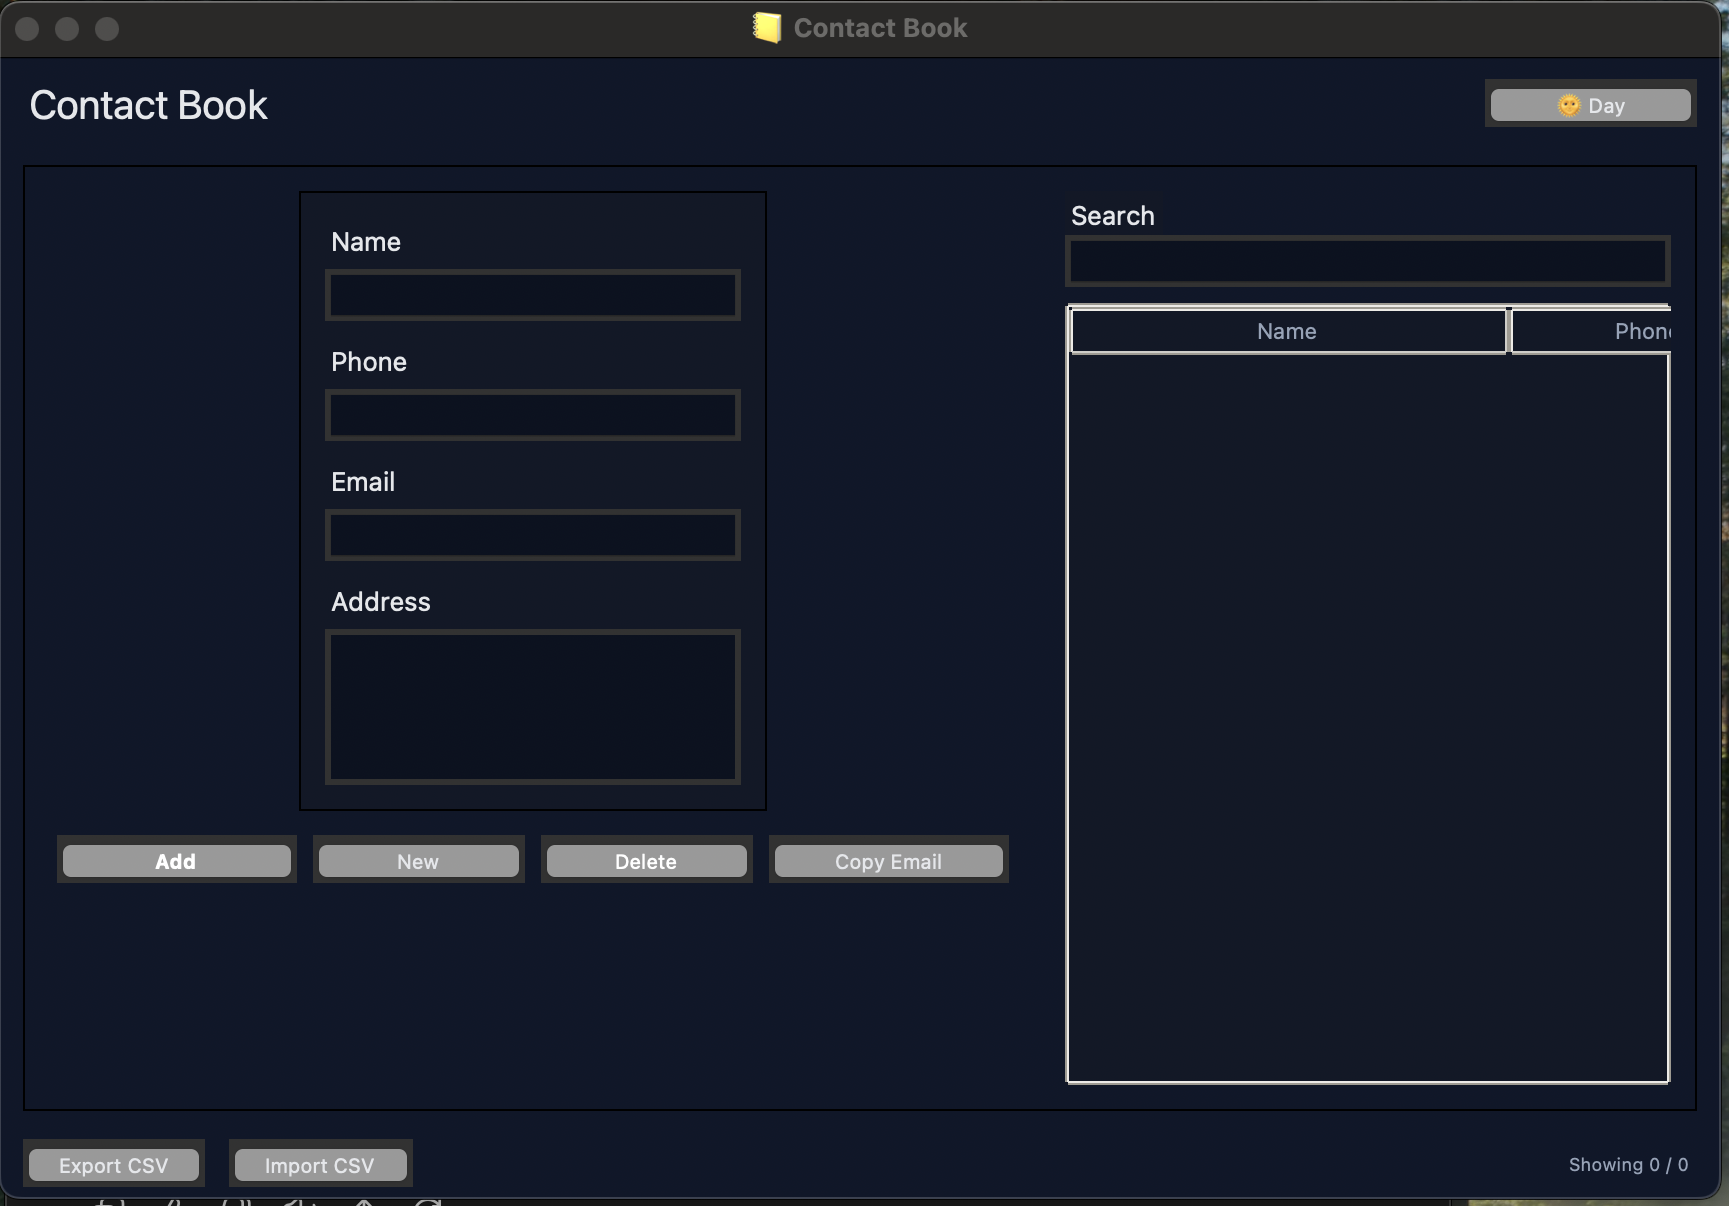 Contact Book
Contact Book
Day
Name
Phone
Email
Address
Add
New
Delete
Copy Email
Search
Name
Phon
Export CSV
Import CSV
Showing 0 / 0